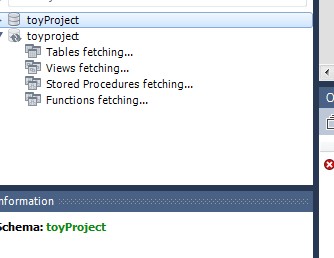 toyProject
toyproject
Tables fetching...
Views fetching...
Stored Procedures fetching...
Functions fetching...
nformation
Schema: toyProject
O